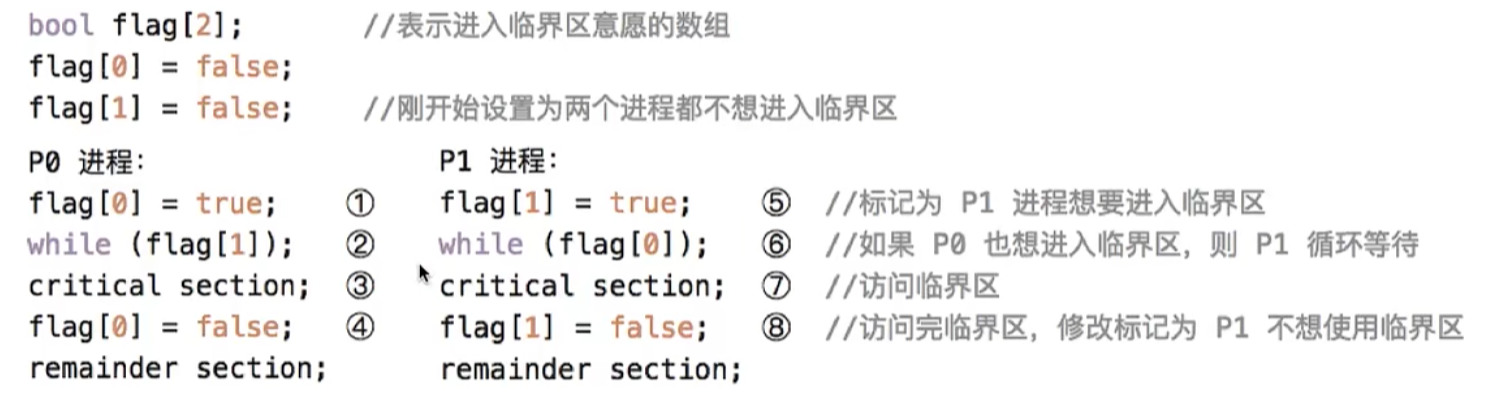 bool flag[2];    //表示进入临界区意愿的数组
flag[0] = false;
flag[1] = false;    //刚开始设置为两个进程都不想进入临界区
P0 进程:    P1 进程:
flag[0] = true;    ①    flag[1] = true;    ⑤    //标记为 P1 进程想要进入临界区
while (flag[1]);    ②    while (flag[0]);    ⑥    //如果 P0 也想进入临界区，则 P1 循环等待
critical section;    ③    critical section;    ⑦    //访问临界区
flag[0] = false;    ④    flag[1] = false;    ⑧    //访问完临界区，修改标记为 P1 不想使用临界区
remainder section;    remainder section;